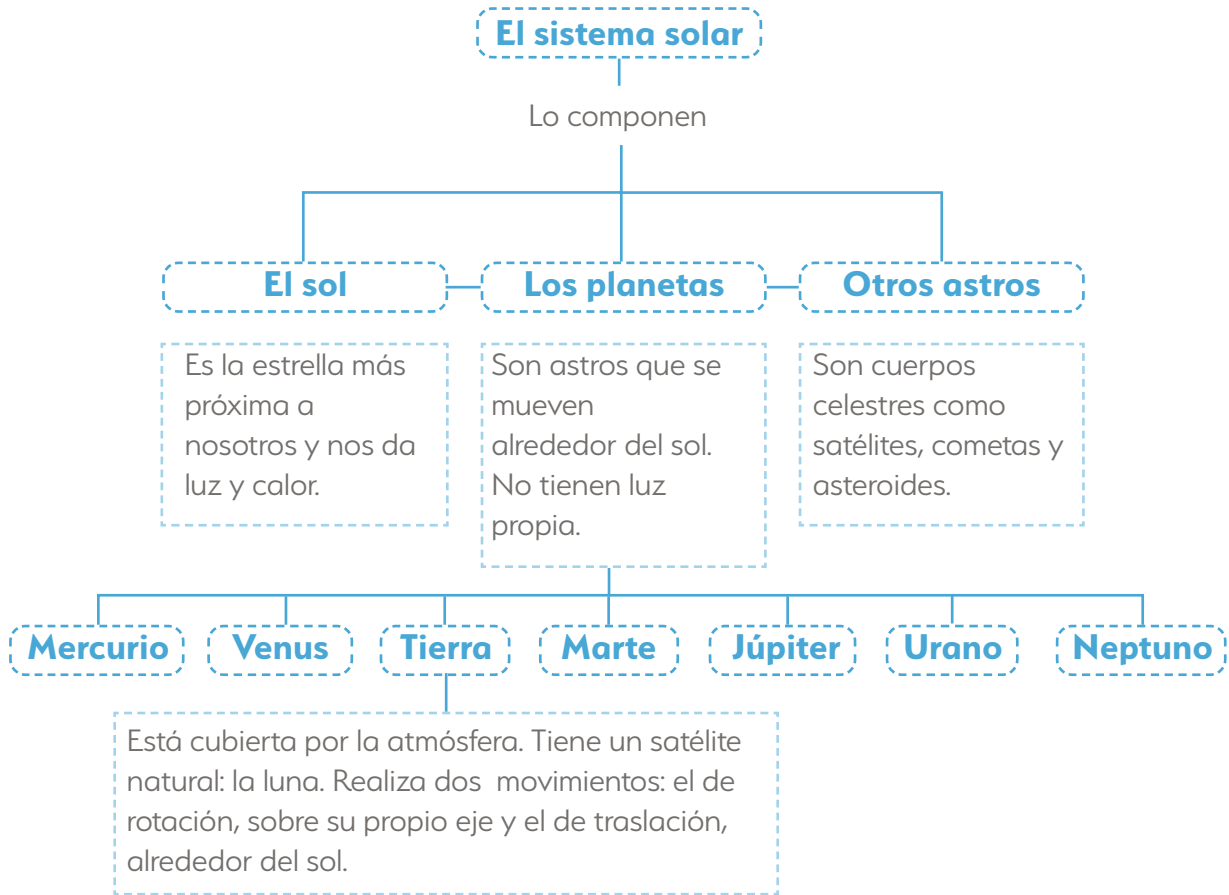 El sistema solar
Lo componen
El sol
Los planetas
Otros astros
Es la estrella más
próxima a
nosotros y nos da
luz y calor.
Son astros que se
mueven
alrededor del sol.
No tienen luz
propia.
Son cuerpos
celestres como
satélites, cometas y
asteroides.
Mercurio
Venus
Tierra
Marte
Júpiter
Urano
Neptuno
Está cubierta por la atmósfera. Tiene un satélite
natural: la luna. Realiza dos movimientos: el de
rotación, sobre su propio eje y el de traslación,
alrededor del sol.